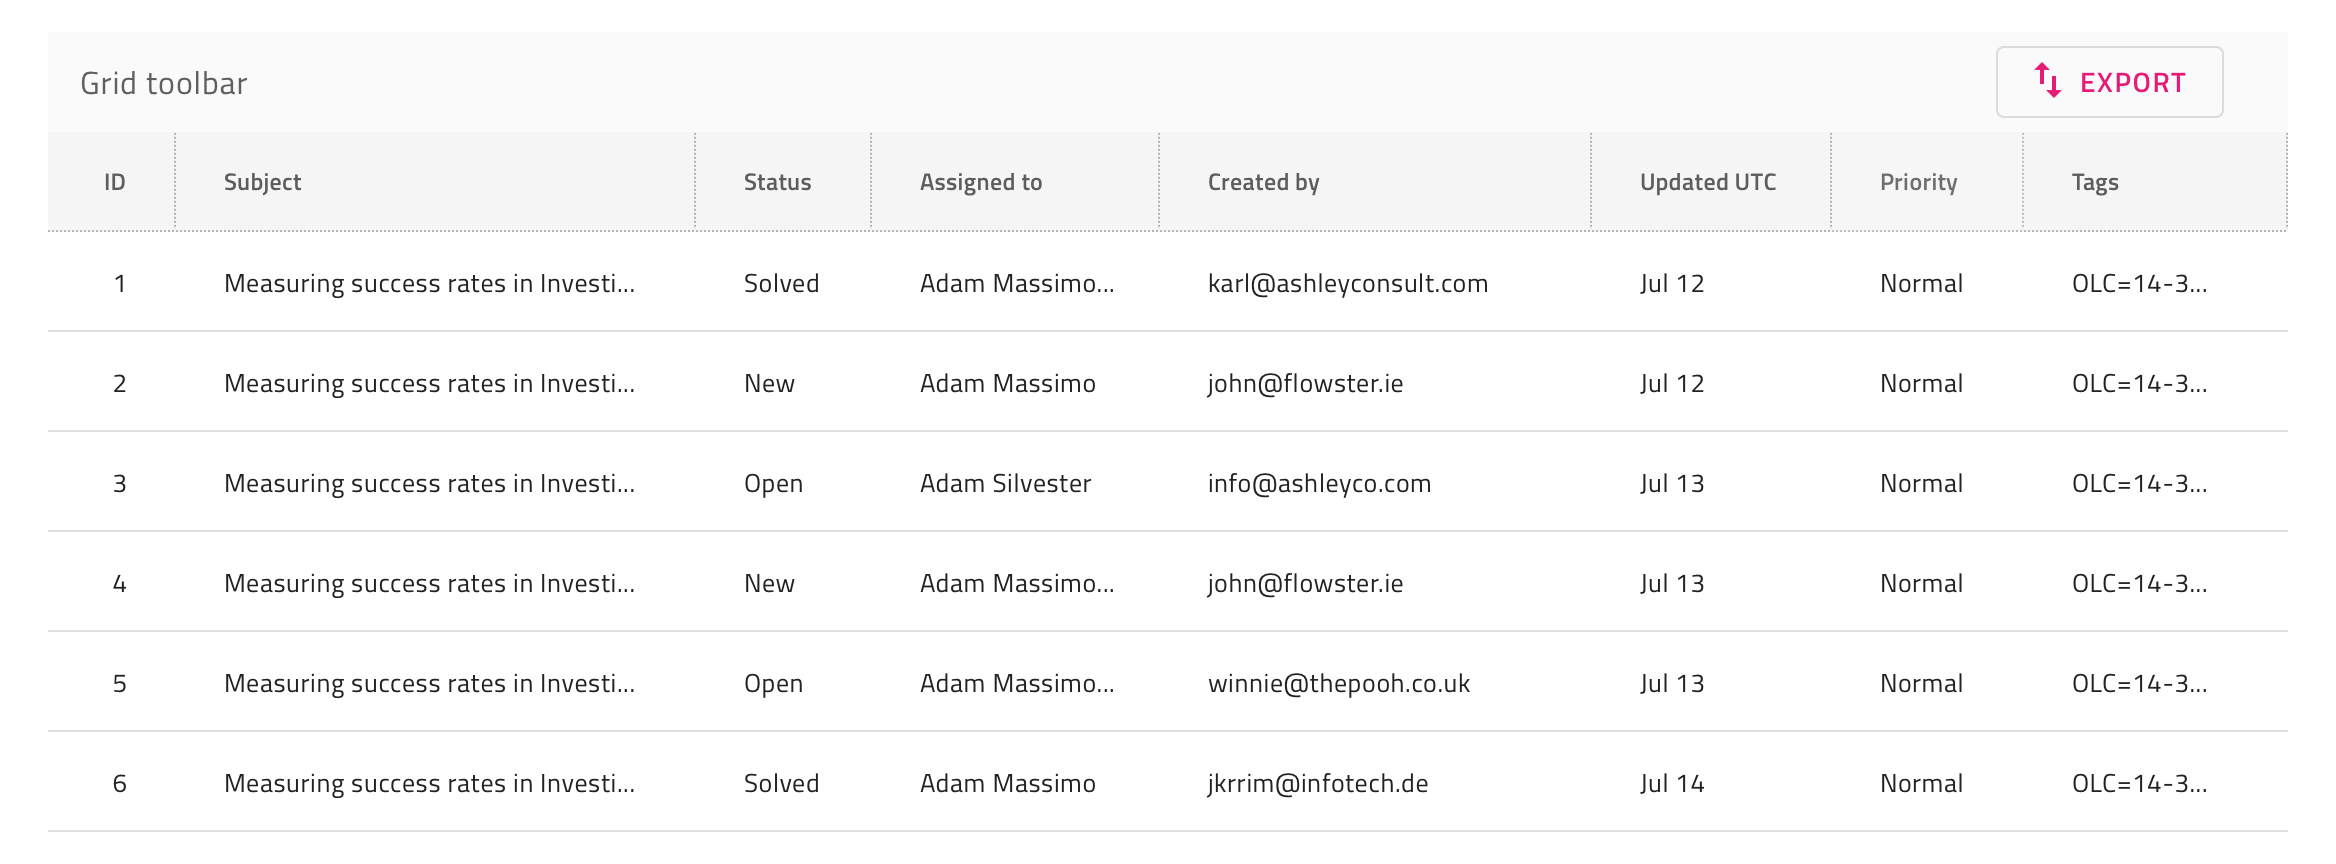 Grid toolbar EXPORT
ID Subject Status Assigned to Created by Updated UTC Priority Tags
1 Measuring success rates in Investi... Solved Adam Massimo... karl@ashleyconsult.com Jul 12 Normal OLC=14-3...
2 Measuring success rates in Investi... New Adam Massimo john@flowster.ie Jul 12 Normal OLC=14-3...
3 Measuring success rates in Investi... Open Adam Silvester info@ashleyco.com Jul 13 Normal OLC=14-3...
4 Measuring success rates in Investi... New Adam Massimo... john@flowster.ie Jul 13 Normal OLC=14-3...
5 Measuring success rates in Investi... Open Adam Massimo... winnie@thepooh.co.uk Jul 13 Normal OLC=14-3...
6 Measuring success rates in Investi... Solved Adam Massimo jkrrim@infotech.de Jul 14 Normal OLC=14-3...